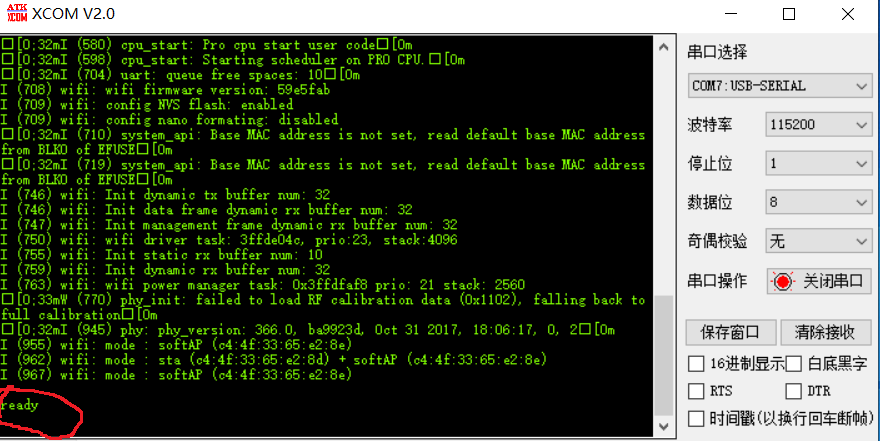 ATK
XCOM
XCOM V2.0
□[0;32mI (580) cpu_start: Pro cpu start user code□[0m
□[0;32mI (598) cpu_start: Starting scheduler on PRO CPU.□[0m
□[0;32mI (704) uart: queue free spaces: 10□[0m
I (708) wifi: wifi firmware version: 59e5fab
I (709) wifi: config NVS flash: enabled
I (709) wifi: config nano formating: disabled
□[0;32mI (710) system_api: Base MAC address is not set, read default base MAC address
from BLK0 of EFUSE□[0m
□[0;32mI (719) system_api: Base MAC address is not set, read default base MAC address
from BLK0 of EFUSE□[0m
I (746) wifi: Init dynamic tx buffer num: 32
I (746) wifi: Init data frame dynamic rx buffer num: 32
I (747) wifi: Init management frame dynamic rx buffer num: 32
I (750) wifi: wifi driver task: 3ffde04c, prio:23, stack:4096
I (755) wifi: Init static rx buffer num: 10
I (759) wifi: Init dynamic rx buffer num: 32
I (763) wifi: wifi power manager task: 0x3ffdfaf8 prio: 21 stack: 2560
□[0;33mW (770) phy_init: failed to load RF calibration data (0x1102), falling back to
full calibration□[0m
□[0;32mI (945) phy: phy_version: 366.0, ba9923d, Oct 31 2017, 18:06:17, 0, 2□[0m
I (955) wifi: mode : softAP (c4:4f:33:65:e2:8e)
I (962) wifi: mode : sta (c4:4f:33:65:e2:8d) + softAP (c4:4f:33:65:e2:8e)
I (967) wifi: mode : softAP (c4:4f:33:65:e2:8e)
ready
串口选择
COM7:USB-SERIAL
波特率 115200
停止位 1
数据位 8
奇偶校验 无
串口操作 关闭串口
保存窗口 清除接收
16进制显示 白底黑字
RTS DTR
时间戳(以换行回车断帧)